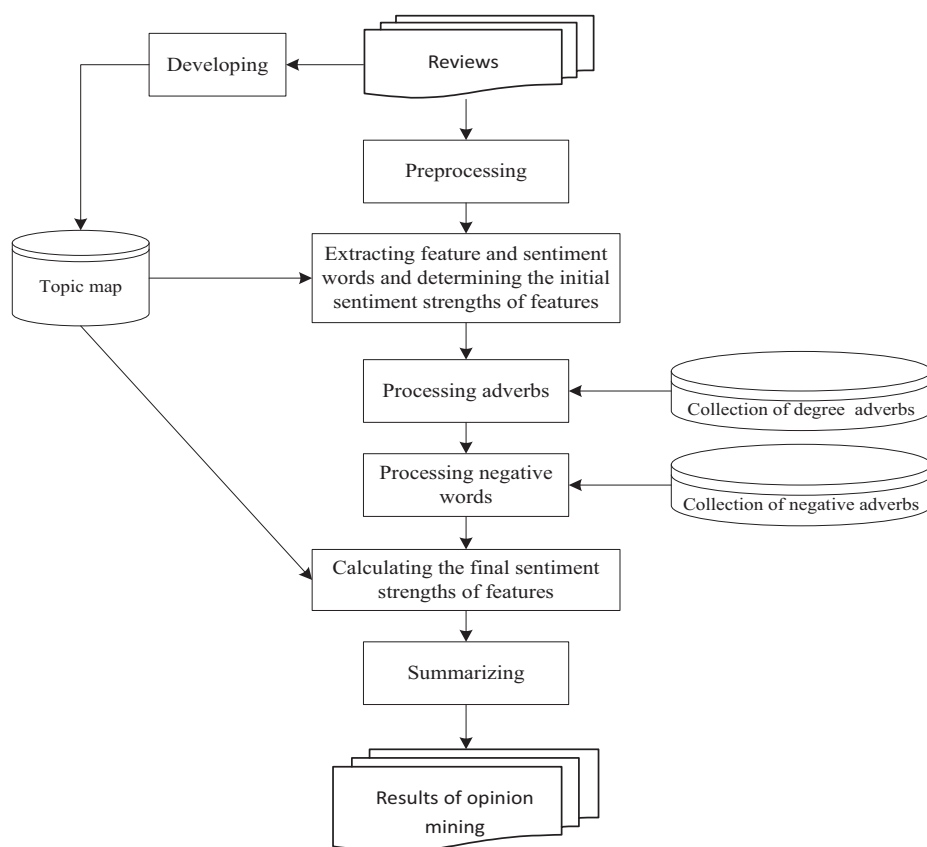 Developing
Reviews
Preprocessing
Extracting feature and sentiment
words and determining the initial
sentiment strengths of features
Topic map
Processing adverbs
Collection of degree adverbs
Processing negative
words
Collection of negative adverbs
Calculating the final sentiment
strengths of features
Summarizing
Results of opinion
mining